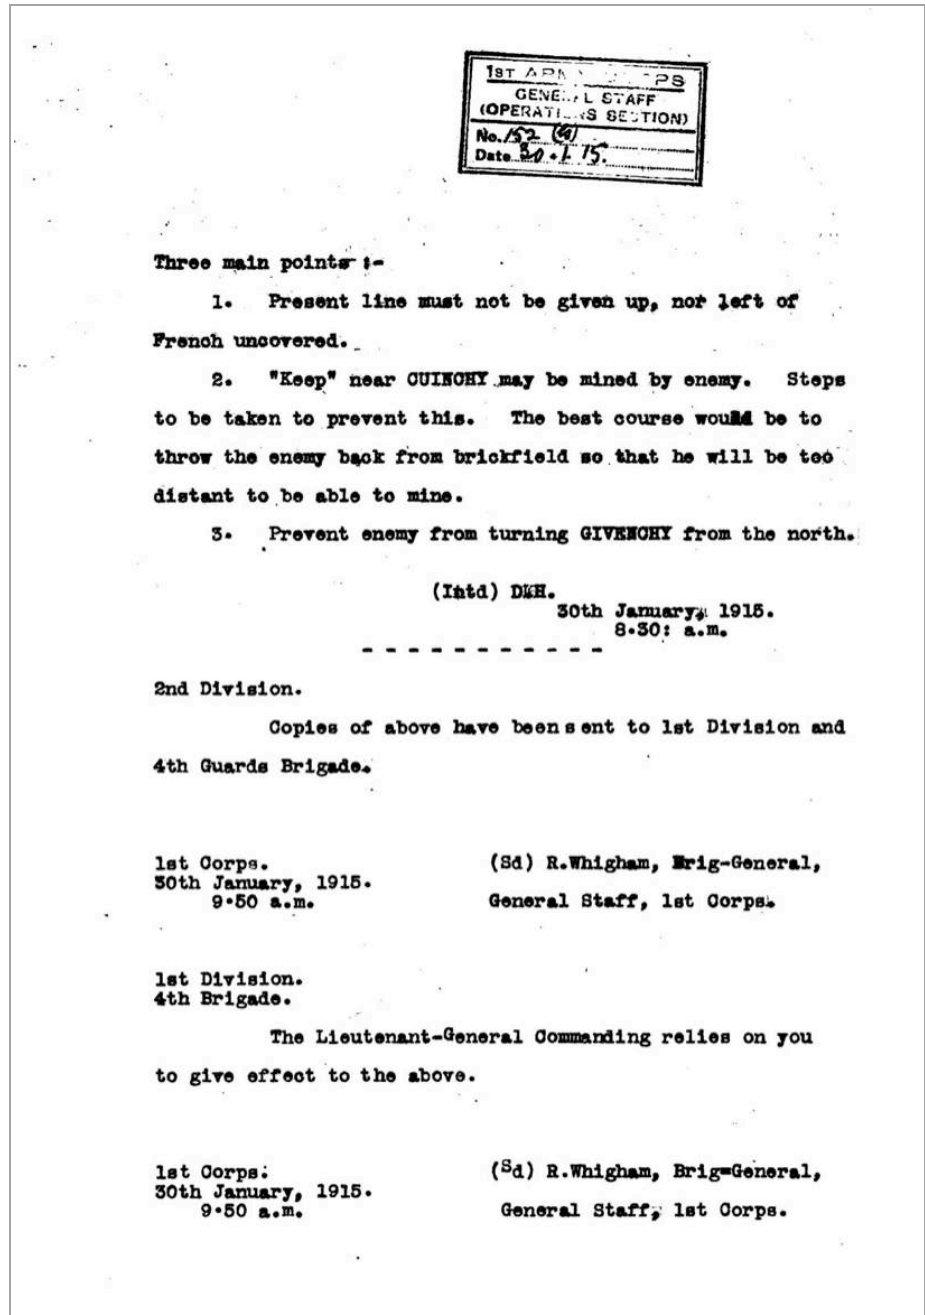 1ST ARMY CORPS
GENERAL STAFF
(OPERATIONS SECTION)
No. 152 (G)
Date 30.1.15.
Three main points :-
1. Present line must not be given up, nor left of
French uncovered.
2. "Keep" near CUINCHY may be mined by enemy. Steps
to be taken to prevent this. The best course would be to
throw the enemy back from brickfield so that he will be too
distant to be able to mine.
3. Prevent enemy from turning GIVENCHY from the north.
(Intd) D.H.
30th January, 1915.
8.30: a.m.
- - - - - - - - - - -
2nd Division.
Copies of above have been sent to 1st Division and
4th Guards Brigade.
1st Corps.
30th January, 1915.
9.50 a.m.
(Sd) R.Whigham, Brig-General,
General Staff, 1st Corps.
1st Division.
4th Brigade.
The Lieutenant-General Commanding relies on you
to give effect to the above.
1st Corps.
30th January, 1915.
9.50 a.m.
(Sd) R.Whigham, Brig=General,
General Staff, 1st Corps.